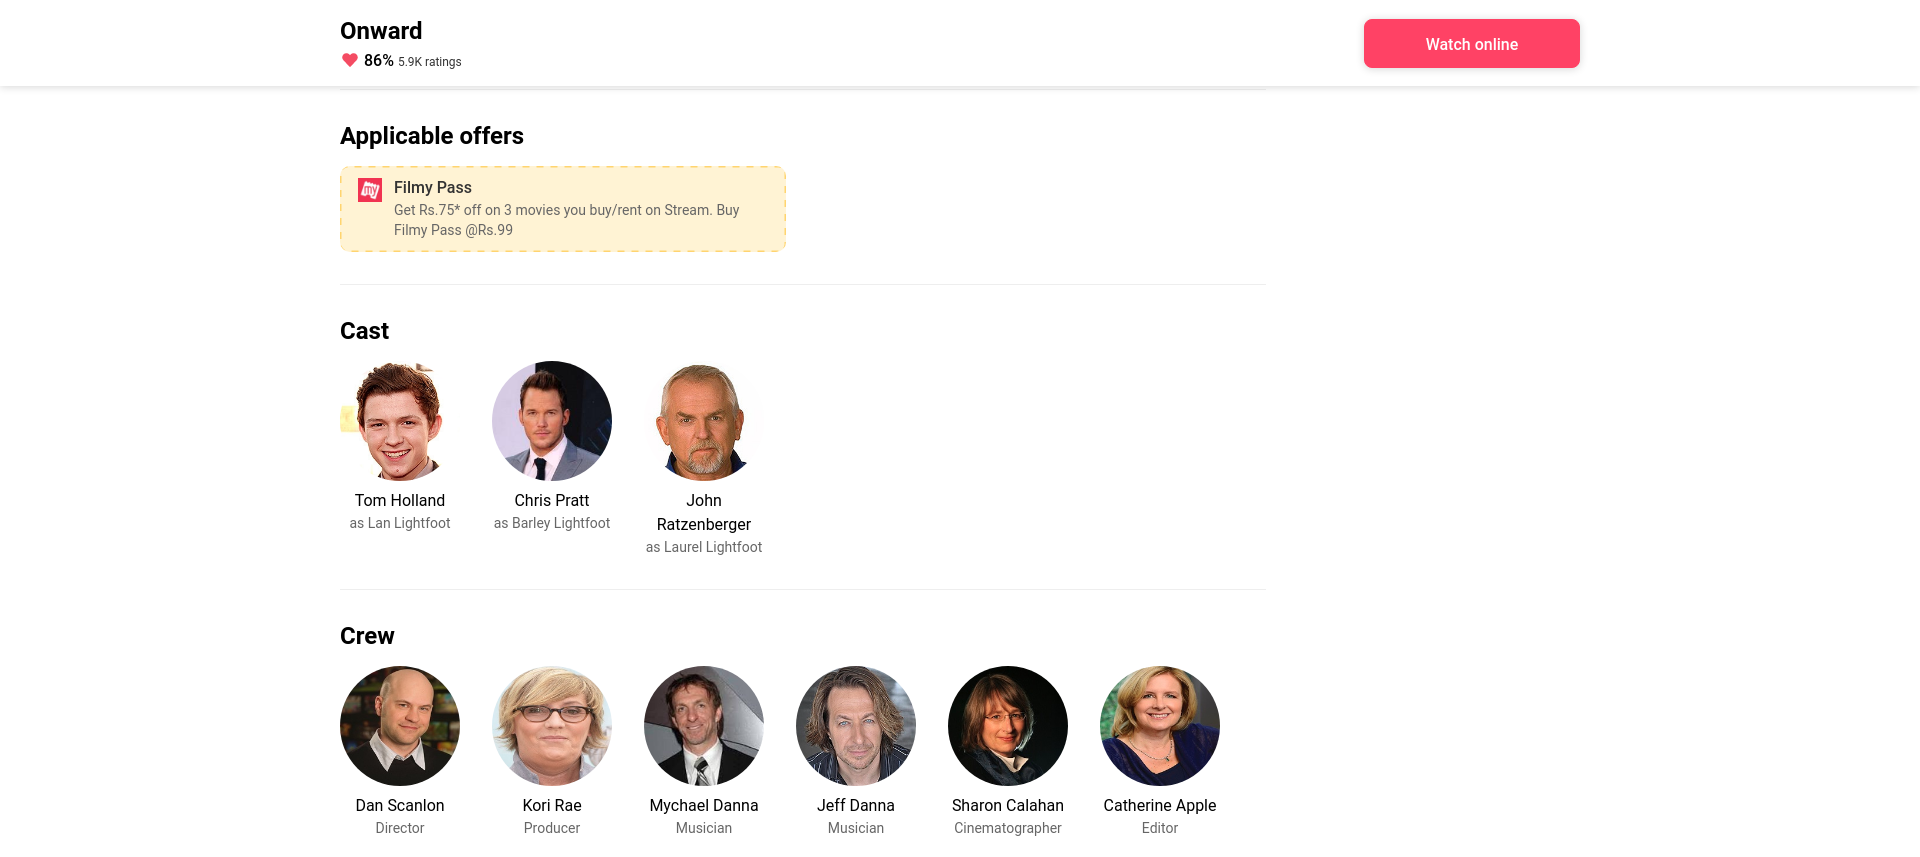 Onward
86% 5.9K ratings
Watch online
Applicable offers
my
Filmy Pass
Get Rs.75* off on 3 movies you buy/rent on Stream. Buy
Filmy Pass @Rs.99
Cast
Tom Holland
as Lan Lightfoot
Chris Pratt
as Barley Lightfoot
John
Ratzenberger
as Laurel Lightfoot
Crew
Dan Scanlon
Director
Kori Rae
Producer
Mychael Danna
Musician
Jeff Danna
Musician
Sharon Calahan
Cinematographer
Catherine Apple
Editor